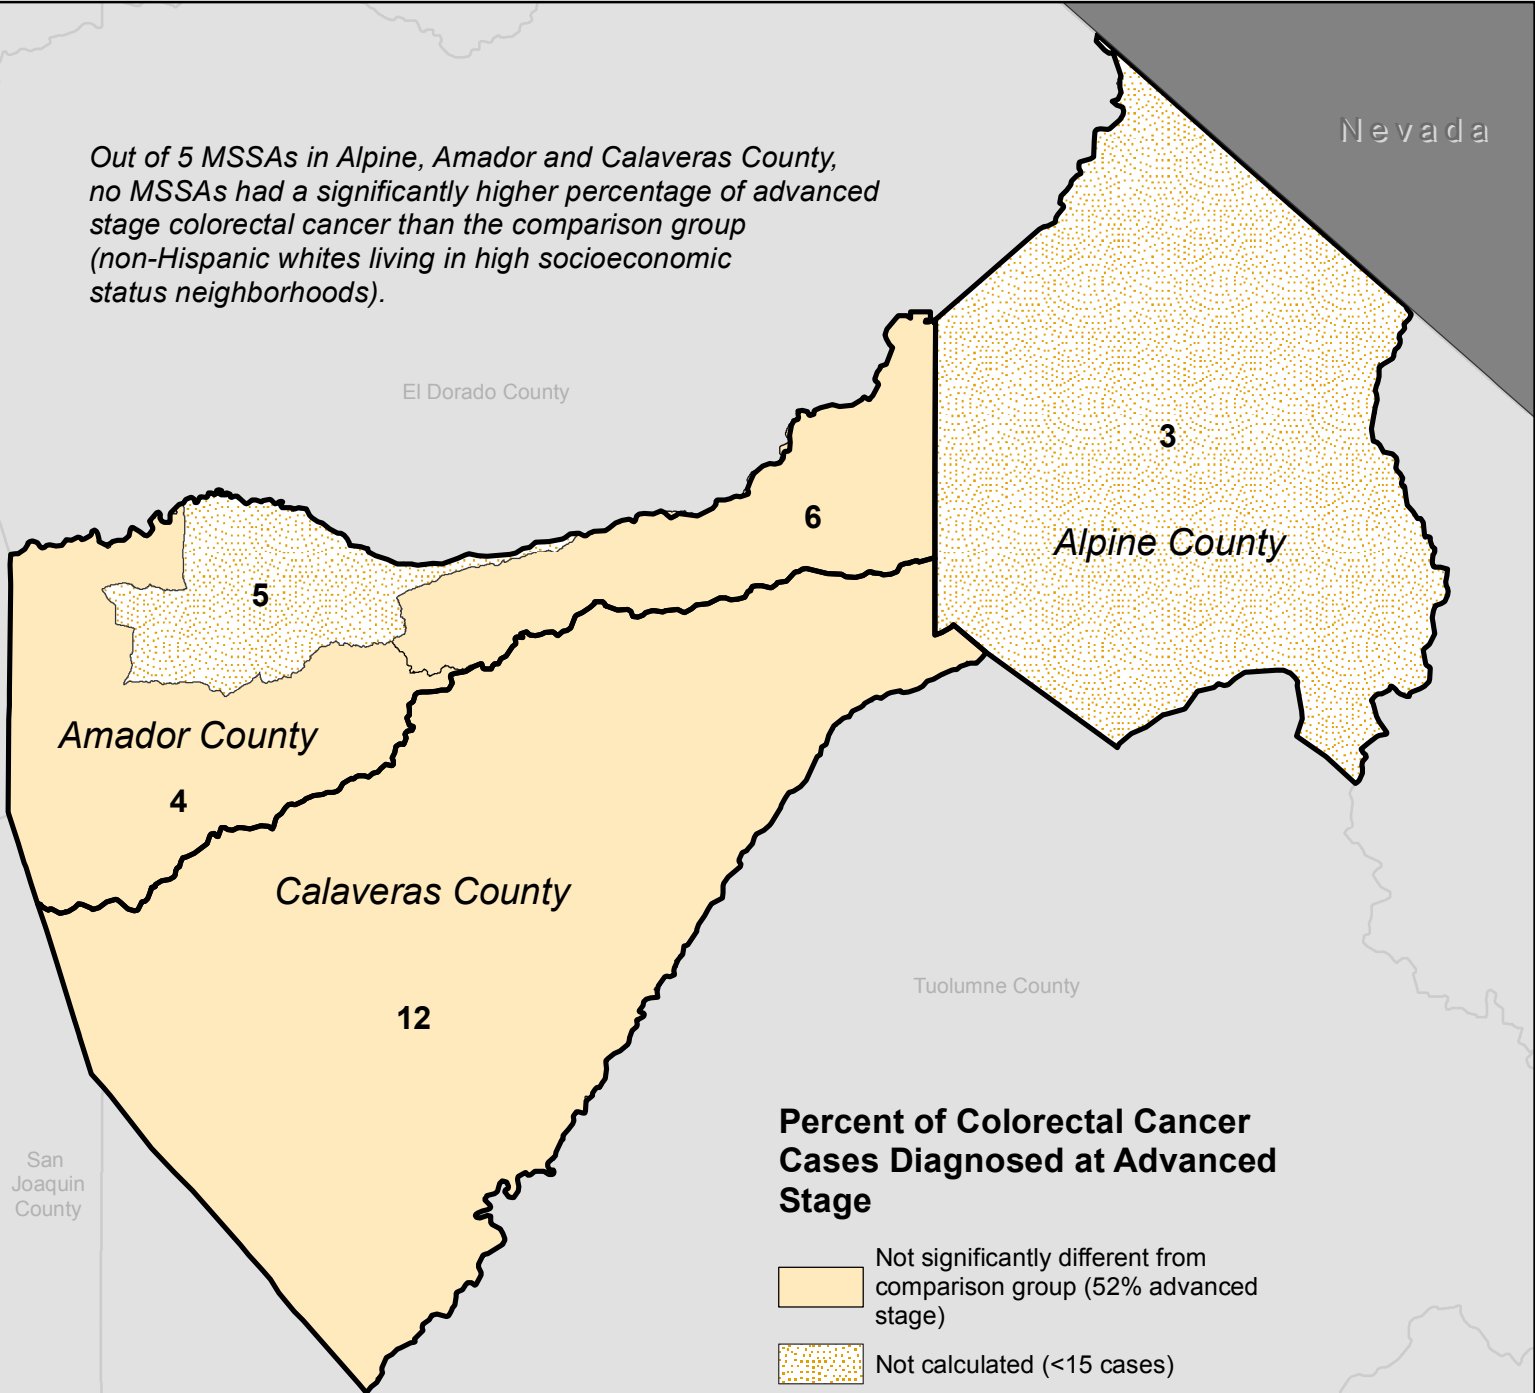 Nevada
Out of 5 MSSAs in Alpine, Amador and Calaveras County,
no MSSAs had a significantly higher percentage of advanced
stage colorectal cancer than the comparison group
(non-Hispanic whites living in high socioeconomic
status neighborhoods).
El Dorado County
3
6
Alpine County
5
Amador County
4
Calaveras County
Tuolumne County
12
Percent of Colorectal Cancer
Cases Diagnosed at Advanced
Stage
San
Joaquin
County
Not significantly different from
comparison group (52% advanced
stage)
Not calculated (<15 cases)